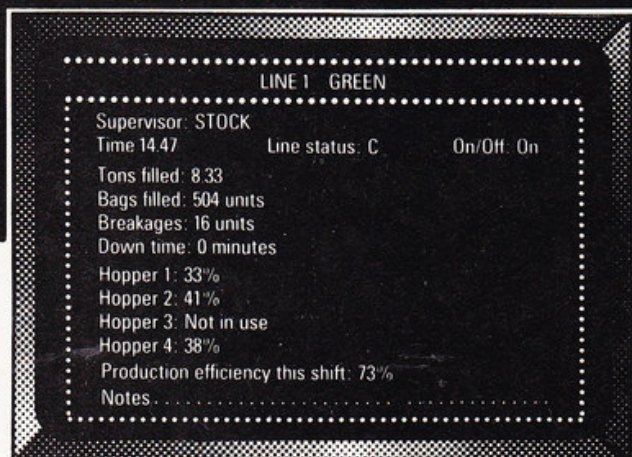 LINE 1 GREEN
Supervisor: STOCK
Time 14.47 Line status: C On/Off: On
Tons filled: 8.33
Bags filled: 504 units
Breakages: 16 units
Down time: 0 minutes
Hopper 1: 33%
Hopper 2: 41%
Hopper 3: Not in use
Hopper 4: 38%
Production efficiency this shift: 73%
Notes